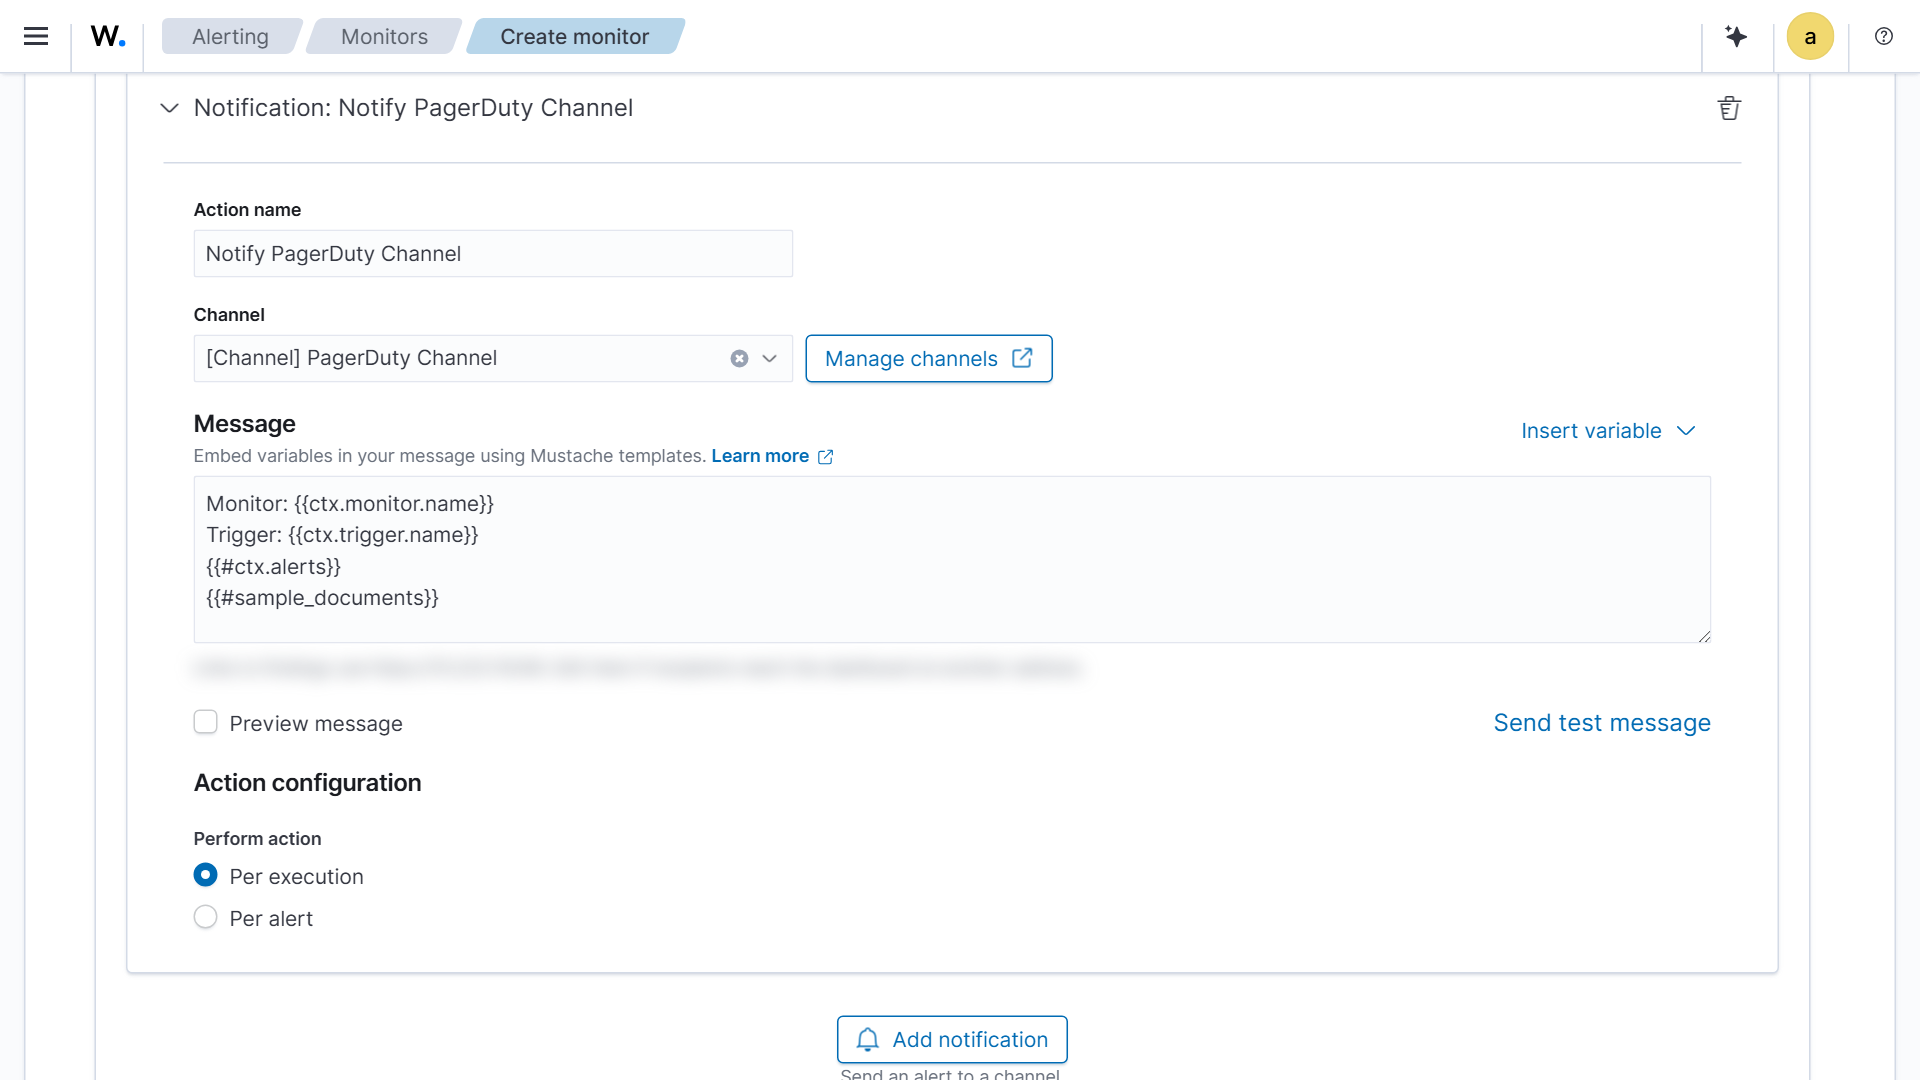 W.
Alerting
Monitors
Create monitor
a
Notification: Notify PagerDuty Channel
Action name
Notify PagerDuty Channel
Channel
[Channel] PagerDuty Channel
Manage channels
Message
Insert variable
Embed variables in your message using Mustache templates. Learn more
Monitor: {{ctx.monitor.name}}
Trigger: {{ctx.trigger.name}}
{{#ctx.alerts}}
{{#sample_documents}}
Preview message
Send test message
Action configuration
Perform action
Per execution
Per alert
Add notification
Send an alert to a channel